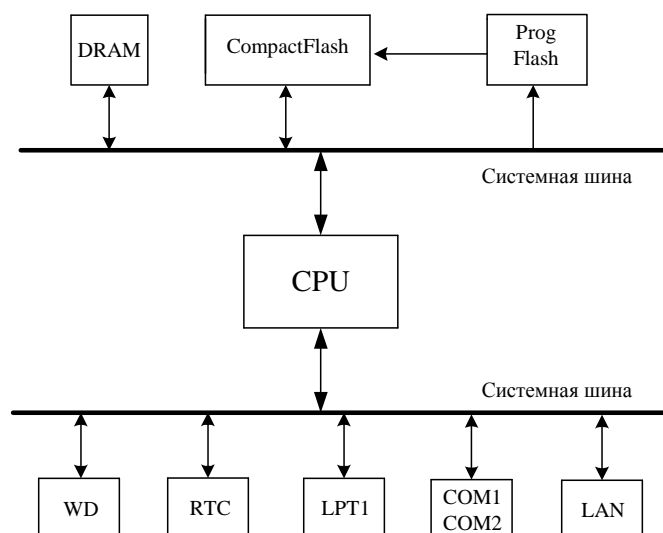 DRAM
CompactFlash
Prog
Flash
Системная шина
CPU
Системная шина
WD
RTC
LPT1
COM1
COM2
LAN